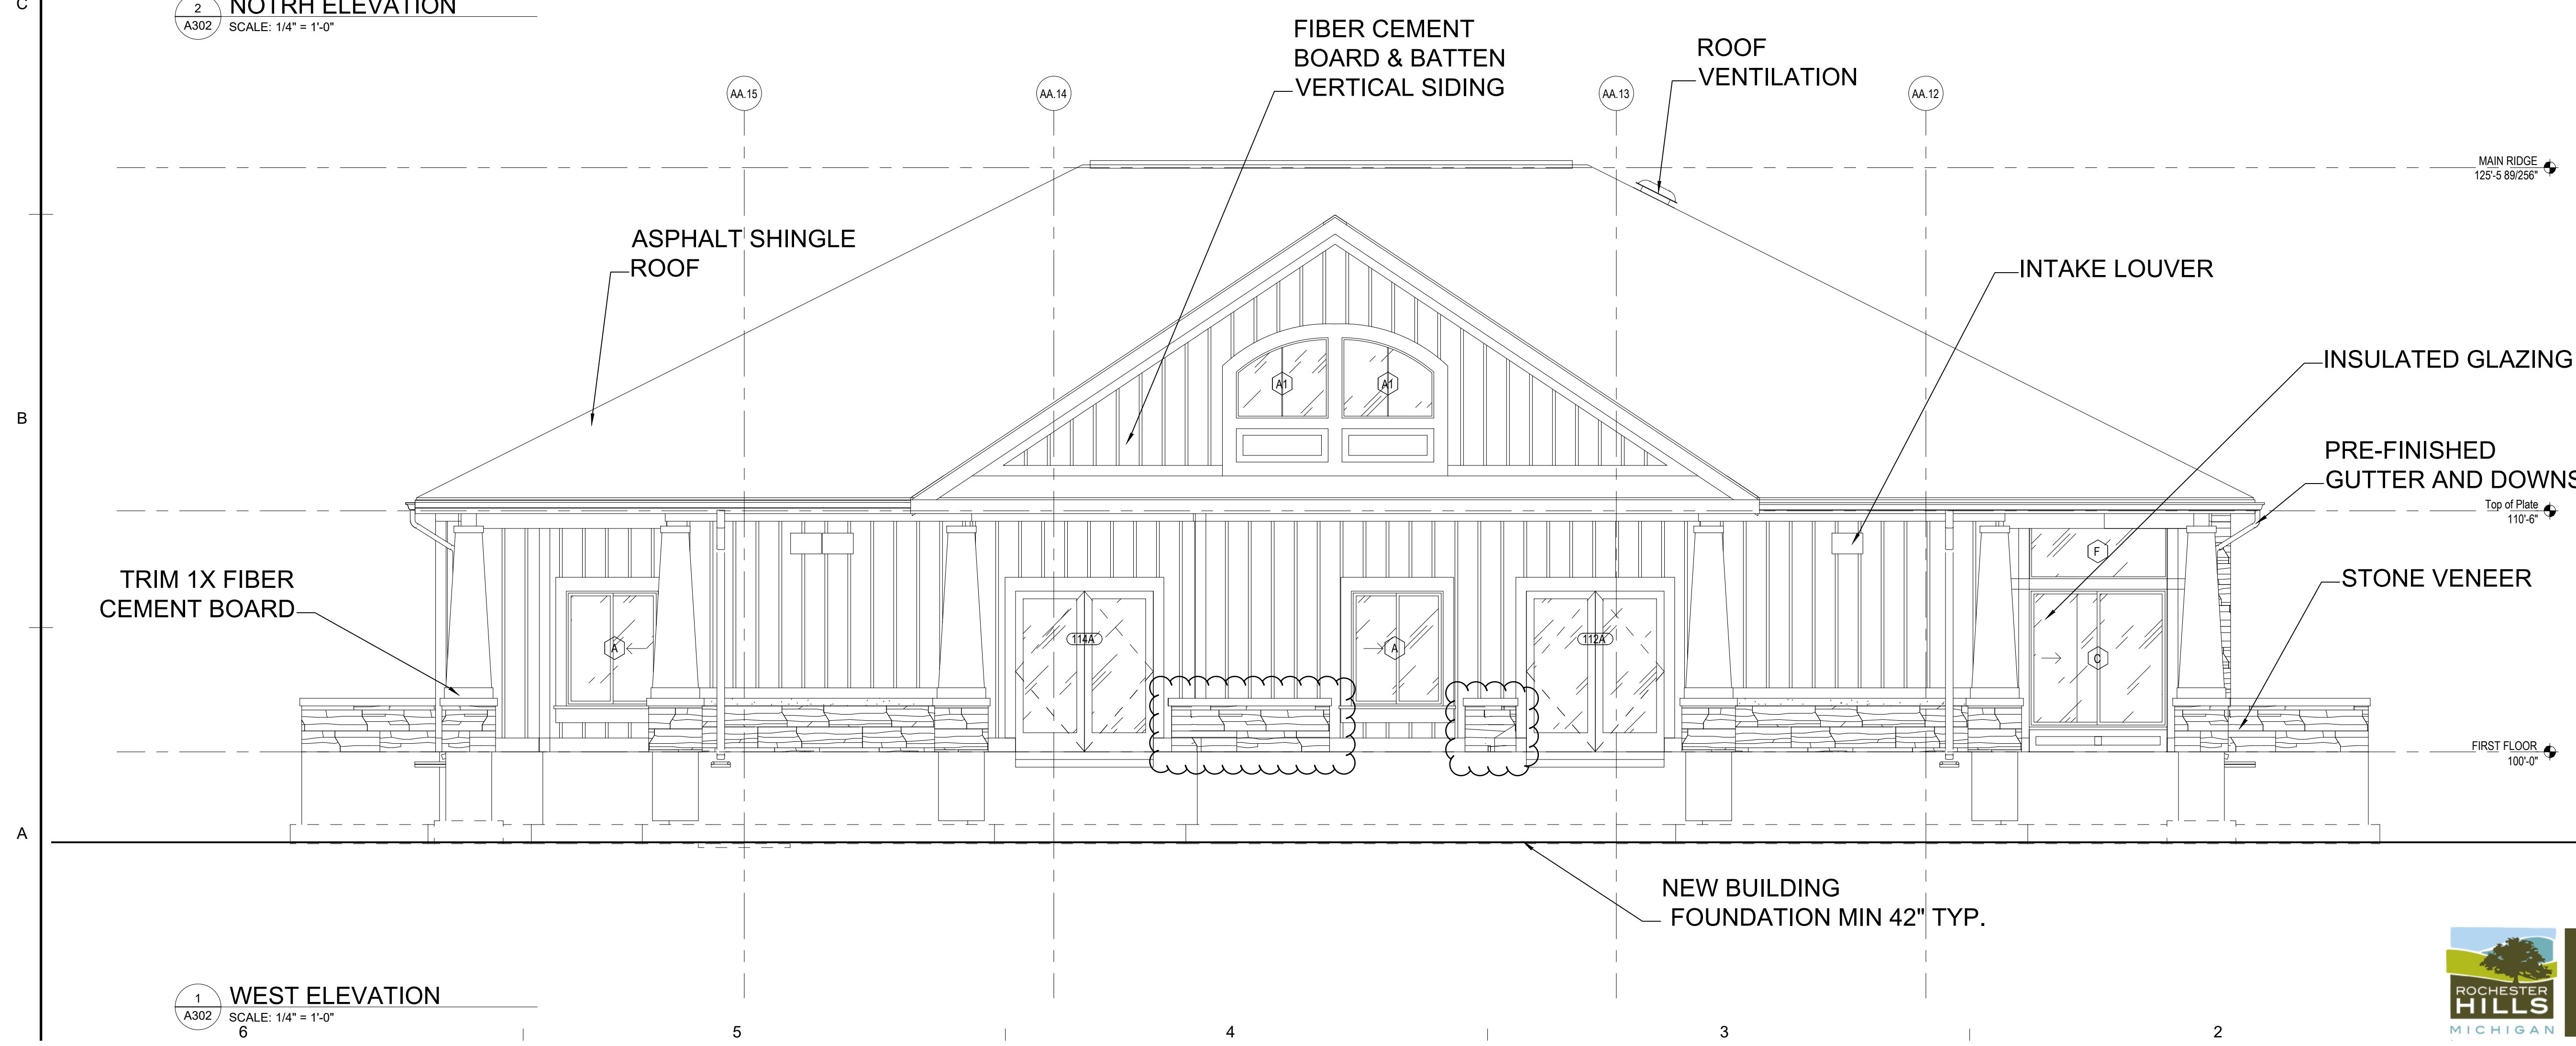 C
2
A302
NOTRH ELEVATION
SCALE: 1/4" = 1'-0"
FIBER CEMENT
BOARD & BATTEN
VERTICAL SIDING
ROOF
VENTILATION
AA.15
AA.14
AA.13
AA.12
MAIN RIDGE
125'-5 89/256"
ASPHALT SHINGLE
ROOF
INTAKE LOUVER
INSULATED GLAZING
A1
A1
B
PRE-FINISHED
GUTTER AND DOWNS
Top of Plate
110'-6"
F
TRIM 1X FIBER
CEMENT BOARD
STONE VENEER
114A
112A
A
A
C
FIRST FLOOR
100'-0"
A
NEW BUILDING
FOUNDATION MIN 42" TYP.
1
A302
WEST ELEVATION
SCALE: 1/4" = 1'-0"
ROCHESTER
HILLS
MICHIGAN
6
5
4
3
2